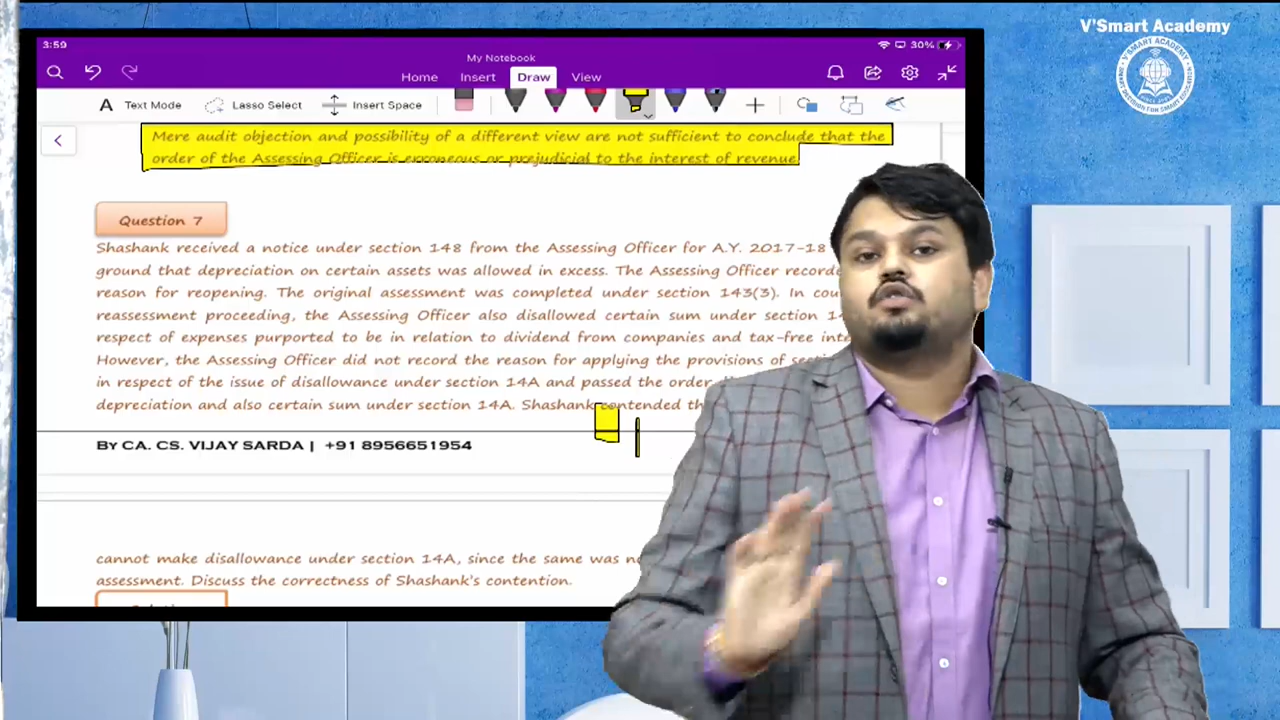 V'Smart Academy
3:59
30%
My Notebook
Home Insert Draw View
Text Mode Lasso Select Insert Space
Mere audit objection and possibility of a different view are not sufficient to conclude that the
order of the Assessing Officer is erroneous or prejudicial to the interest of revenue.
Question 7
Shashank received a notice under section 148 from the Assessing Officer for A.Y. 2017-18
ground that depreciation on certain assets was allowed in excess. The Assessing Officer
reason for reopening. The original assessment was completed under section 143(3). In
reassessment proceeding, the Assessing Officer also disallowed certain sum under section
respect of expenses purported to be in relation to dividend from companies and tax-free
However, the Assessing Officer did not record the reason for applying the provisions of
in respect of the issue of disallowance under section 14A and passed the order
depreciation and also certain sum under section 14A. Shashank contended
BY CA. CS. VIJAY SARDA | +91 8956651954
cannot make disallowance under section 14A, since the same was
assessment. Discuss the correctness of Shashank's contention.